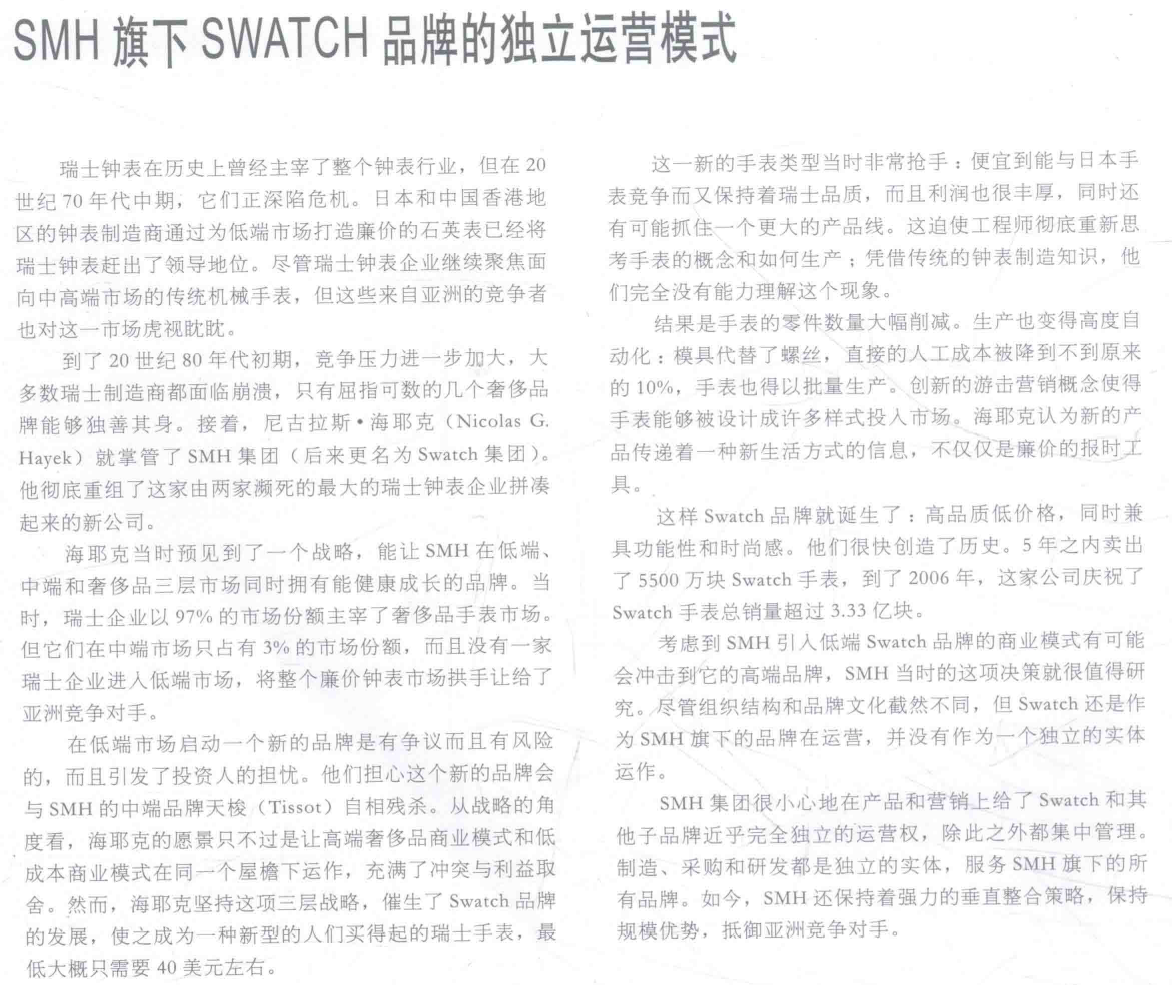 SMH 旗下 SWATCH 品牌的独立运营模式
瑞士钟表在历史上曾经主宰了整个钟表行业，但在 20
世纪 70 年代中期，它们正深陷危机。日本和中国香港地
区的钟表制造商通过为低端市场打造廉价的石英表已经将
瑞士钟表赶出了领导地位。尽管瑞士钟表企业继续聚焦面
向中高端市场的传统机械手表，但这些来自亚洲的竞争者
也对这一市场虎视眈眈。
到了 20 世纪 80 年代初期，竞争压力进一步加大，大
多数瑞士制造商都面临崩溃，只有屈指可数的几个奢侈品
牌能够独善其身。接着，尼古拉斯•海耶克（Nicolas G.
Hayek）就掌管了 SMH 集团（后来更名为 Swatch 集团）。
他彻底重组了这家由两家濒死的最大的瑞士钟表企业拼凑
起来的新公司。
海耶克当时预见到了一个战略，能让 SMH 在低端、
中端和奢侈品三层市场同时拥有能健康成长的品牌。当
时，瑞士企业以 97% 的市场份额主宰了奢侈品手表市场。
但它们在中端市场只占有 3% 的市场份额，而且没有一家
瑞士企业进入低端市场，将整个廉价钟表市场拱手让给了
亚洲竞争对手。
在低端市场启动一个新的品牌是有争议而且有风险
的，而且引发了投资人的担忧。他们担心这个新的品牌会
与 SMH 的中端品牌天梭（Tissot）自相残杀。从战略的角
度看，海耶克的愿景只不过是让高端奢侈品商业模式和低
成本商业模式在同一个屋檐下运作，充满了冲突与利益取
舍。然而，海耶克坚持这项三层战略，催生了 Swatch 品牌
的发展，使之成为一种新型的人们买得起的瑞士手表，最
低大概只需要 40 美元左右。
这一新的手表类型当时非常抢手：便宜到能与日本手
表竞争而又保持着瑞士品质，而且利润也很丰厚，同时还
有可能抓住一个更大的产品线。这迫使工程师彻底重新思
考手表的概念和如何生产；凭借传统的钟表制造知识，他
们完全没有能力理解这个现象。
结果是手表的零件数量大幅削减。生产也变得高度自
动化：模具代替了螺丝，直接的人工成本被降到不到原来
的 10%，手表也得以批量生产。创新的游击营销概念使得
手表能够被设计成许多样式投入市场。海耶克认为新的产
品传递着一种新生活方式的信息，不仅仅是廉价的报时工
具。
这样 Swatch 品牌就诞生了：高品质低价格，同时兼
具功能性和时尚感。他们很快创造了历史。5 年之内卖出
了 5500 万块 Swatch 手表，到了 2006 年，这家公司庆祝了
Swatch 手表总销量超过 3.33 亿块。
考虑到 SMH 引入低端 Swatch 品牌的商业模式有可能
会冲击到它的高端品牌，SMH 当时的这项决策就很值得研
究。尽管组织结构和品牌文化截然不同，但 Swatch 还是作
为 SMH 旗下的品牌在运营，并没有作为一个独立的实体
运作。
SMH 集团很小心地在产品和营销上给了 Swatch 和其
他子品牌近乎完全独立的运营权，除此之外都集中管理。
制造、采购和研发都是独立的实体，服务 SMH 旗下的所
有品牌。如今，SMH 还保持着强力的垂直整合策略，保持
规模优势，抵御亚洲竞争对手。